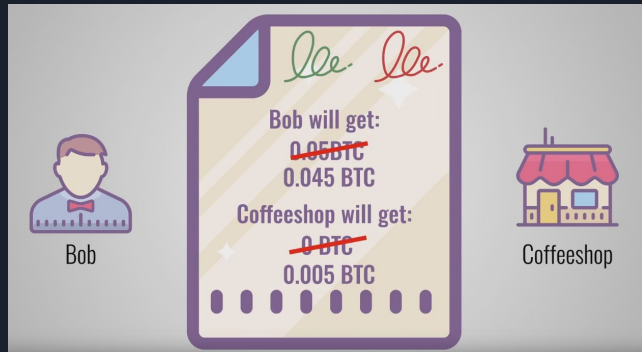 Bob will get:
0.05BTC
0.045 BTC
Coffeeshop will get:
0 BTC
0.005 BTC
Bob
Coffeeshop